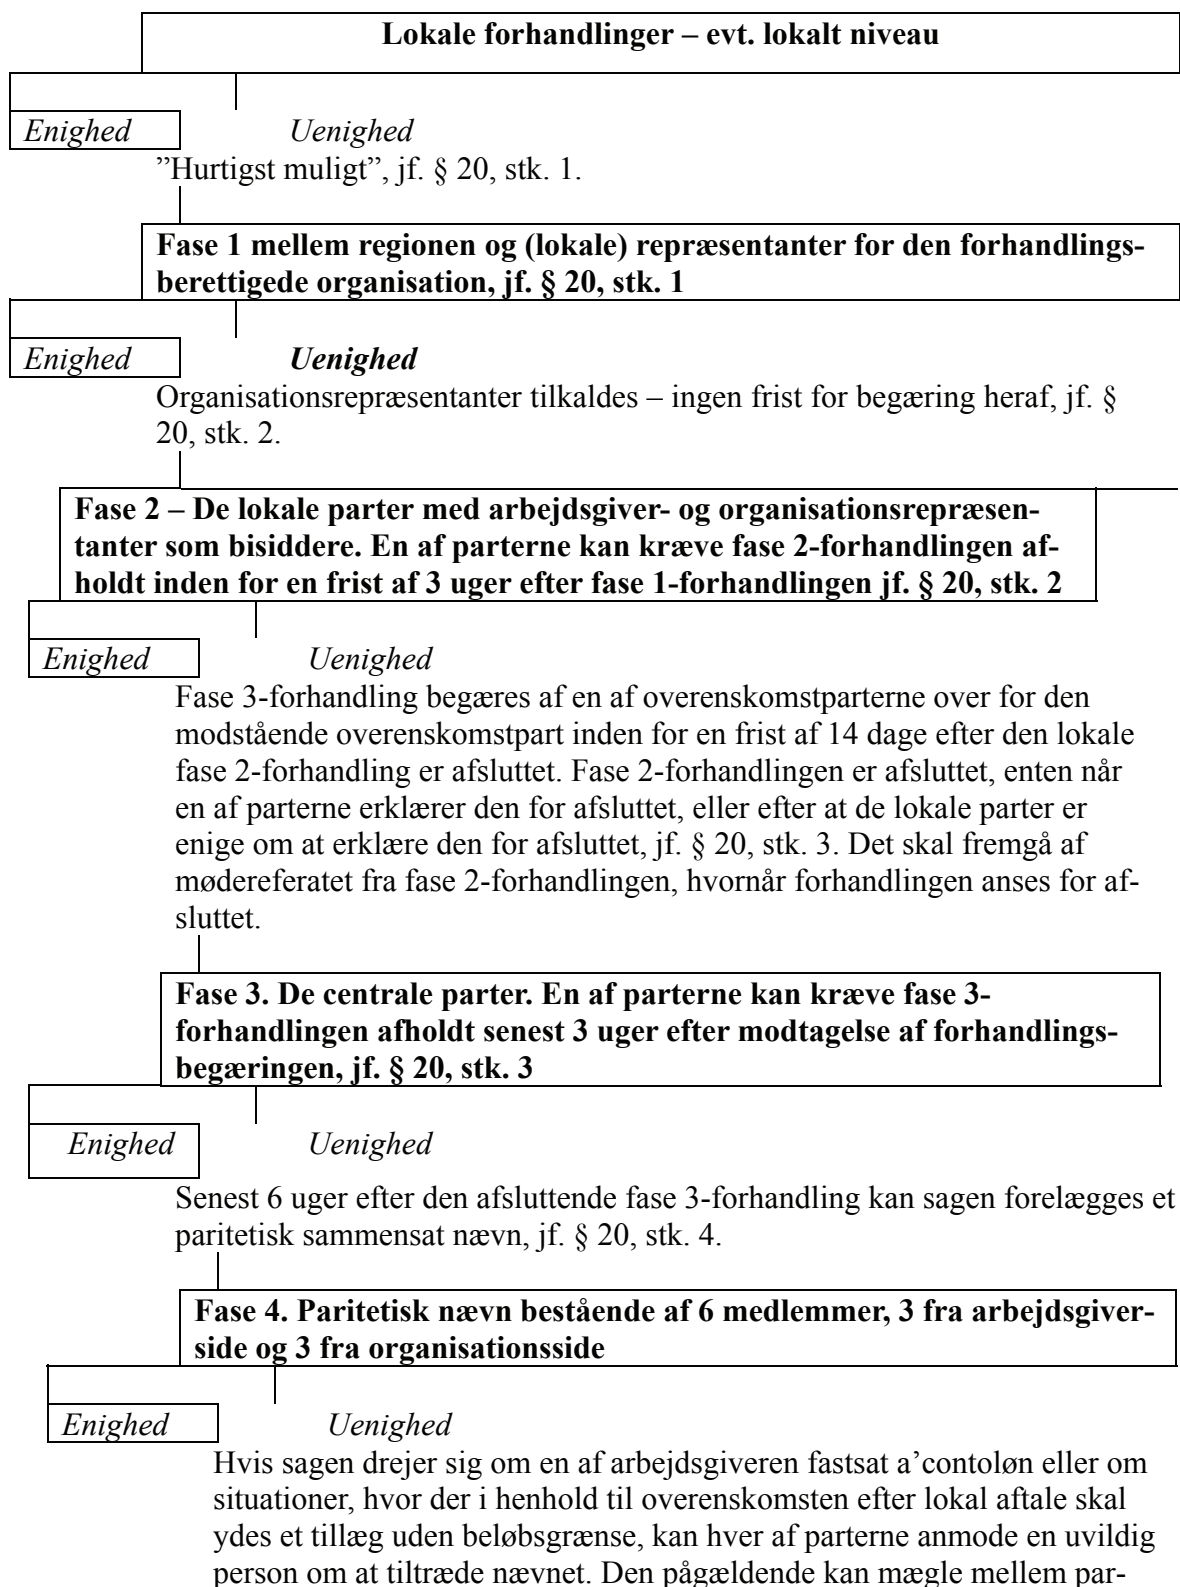 Lokale forhandlinger – evt. lokalt niveau
Enighed Uenighed
”Hurtigst muligt”, jf. § 20, stk. 1.
Fase 1 mellem regionen og (lokale) repræsentanter for den forhandlings-
berettigede organisation, jf. § 20, stk. 1
Enighed Uenighed
Organisationsrepræsentanter tilkaldes – ingen frist for begæring heraf, jf. §
20, stk. 2.
Fase 2 – De lokale parter med arbejdsgiver- og organisationsrepræsen-
tanter som bisiddere. En af parterne kan kræve fase 2-forhandlingen af-
holdt inden for en frist af 3 uger efter fase 1-forhandlingen jf. § 20, stk. 2
Enighed Uenighed
Fase 3-forhandling begæres af en af overenskomstparterne over for den
modstående overenskomstpart inden for en frist af 14 dage efter den lokale
fase 2-forhandling er afsluttet. Fase 2-forhandlingen er afsluttet, enten når
en af parterne erklærer den for afsluttet, eller efter at de lokale parter er
enige om at erklære den for afsluttet, jf. § 20, stk. 3. Det skal fremgå af
mødereferatet fra fase 2-forhandlingen, hvornår forhandlingen anses for af-
sluttet.
Fase 3. De centrale parter. En af parterne kan kræve fase 3-
forhandlingen afholdt senest 3 uger efter modtagelse af forhandlings-
begæringen, jf. § 20, stk. 3
Enighed Uenighed
Senest 6 uger efter den afsluttende fase 3-forhandling kan sagen forelægges et
paritetisk sammensat nævn, jf. § 20, stk. 4.
Fase 4. Paritetisk nævn bestående af 6 medlemmer, 3 fra arbejdsgiver-
side og 3 fra organisationsside
Enighed Uenighed
Hvis sagen drejer sig om en af arbejdsgiveren fastsat a’contoløn eller om
situationer, hvor der i henhold til overenskomsten efter lokal aftale skal
ydes et tillæg uden beløbsgrænse, kan hver af parterne anmode en uvildig
person om at tiltræde nævnet. Den pågældende kan mægle mellem par-